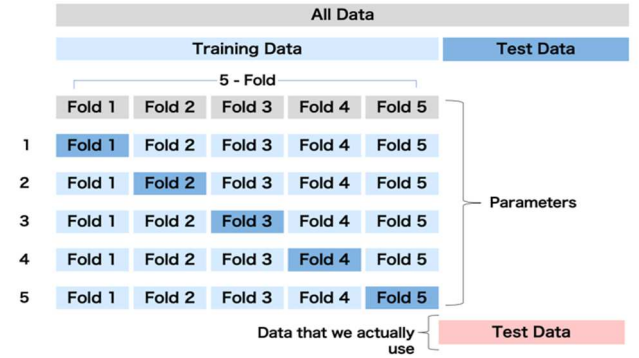 All Data
Training Data Test Data
5 - Fold
Fold 1 Fold 2 Fold 3 Fold 4 Fold 5
1 Fold 1 Fold 2 Fold 3 Fold 4 Fold 5
2 Fold 1 Fold 2 Fold 3 Fold 4 Fold 5
3 Fold 1 Fold 2 Fold 3 Fold 4 Fold 5
4 Fold 1 Fold 2 Fold 3 Fold 4 Fold 5
5 Fold 1 Fold 2 Fold 3 Fold 4 Fold 5
Parameters
Data that we actually
use
Test Data